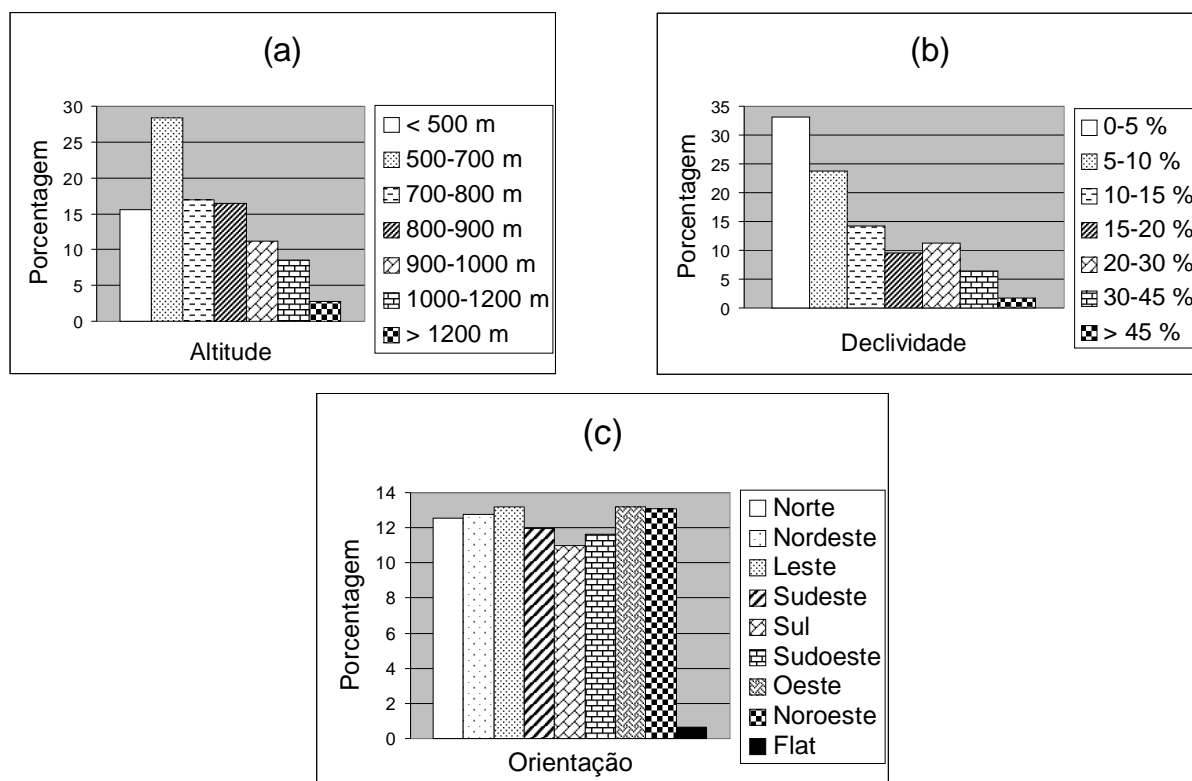 (a)
Porcentagem
30
25
20
15
10
5
0
Altitude
< 500 m
500-700 m
700-800 m
800-900 m
900-1000 m
1000-1200 m
> 1200 m
(b)
Porcentagem
35
30
25
20
15
10
5
0
Declividade
0-5 %
5-10 %
10-15 %
15-20 %
20-30 %
30-45 %
> 45 %
(c)
Porcentagem
14
12
10
8
6
4
2
0
Orientação
Norte
Nordeste
Leste
Sudeste
Sul
Sudoeste
Oeste
Noroeste
Flat